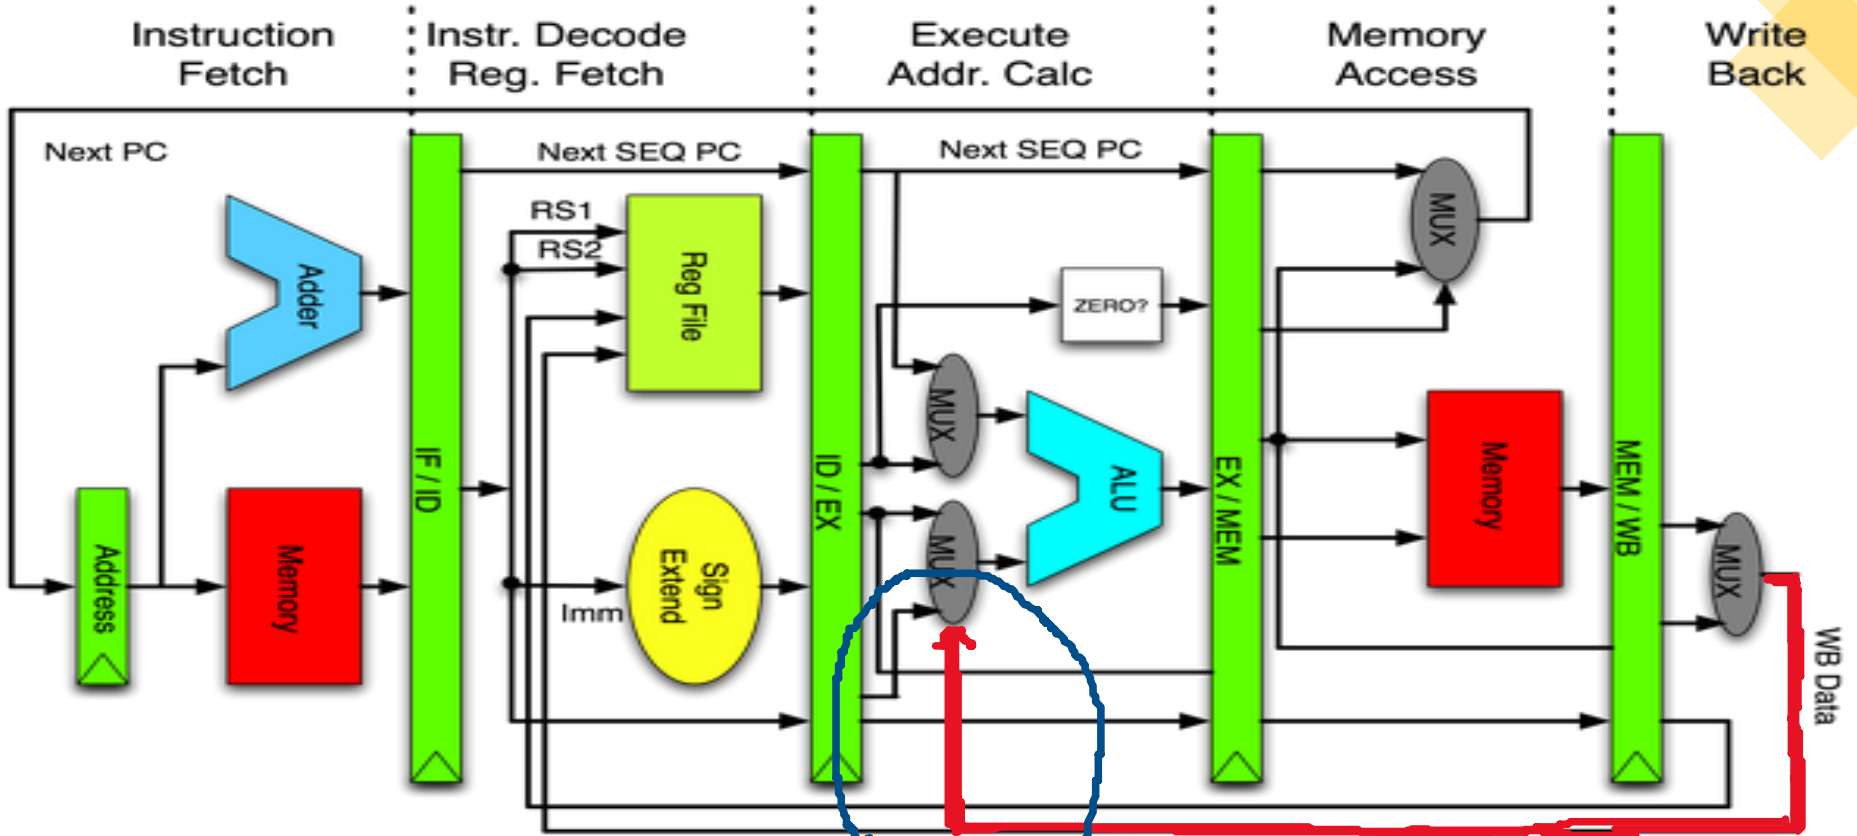 Instruction
Fetch
Instr. Decode
Reg. Fetch
Execute
Addr. Calc
Memory
Access
Write
Back
Next PC
Next SEQ PC
Next SEQ PC
RS1
RS2
Adder
Reg File
ZERO?
MUX
MUX
MUX
MUX
ALU
IF / ID
ID / EX
EX / MEM
MEM / WB
Address
Memory
Sign
Extend
Imm
Memory
WB Data